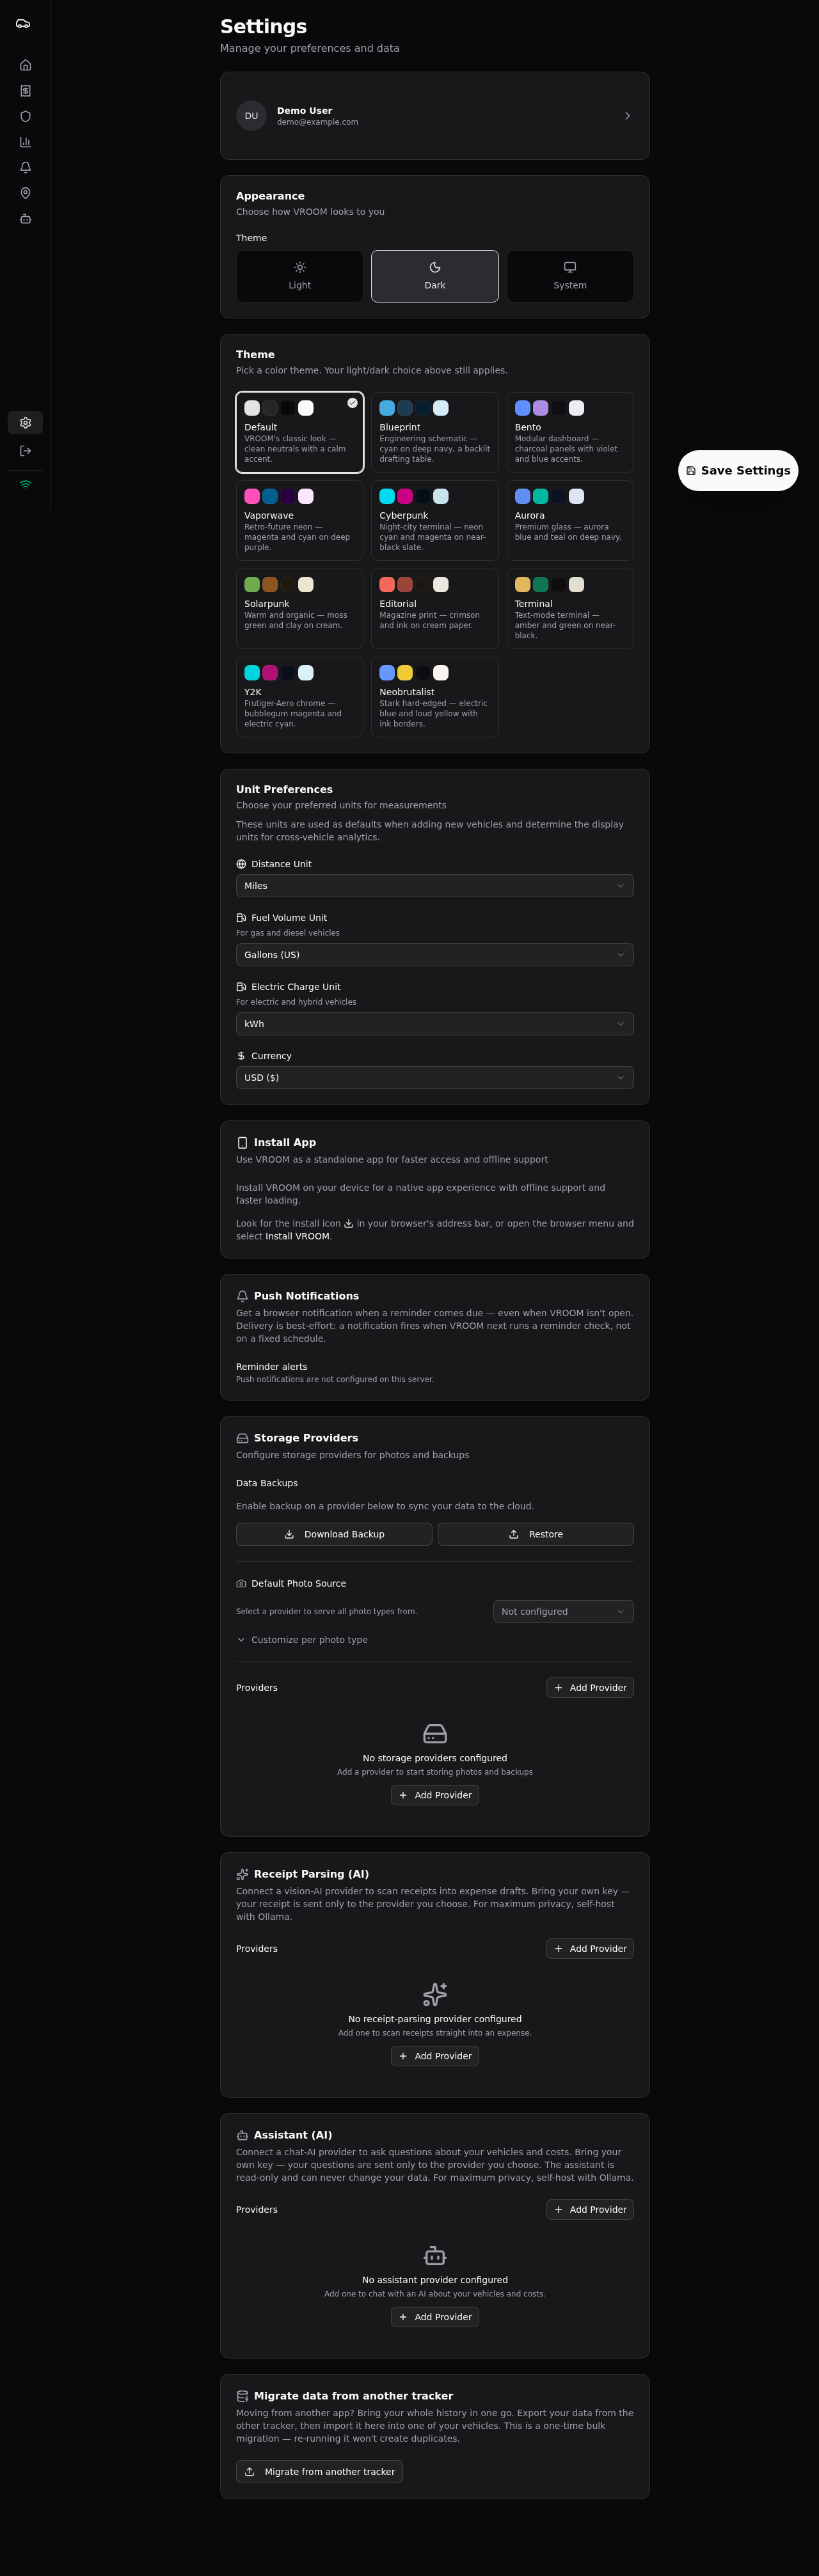 Settings
Manage your preferences and data
DU
Demo User
demo@example.com
Appearance
Choose how VROOM looks to you
Theme
Light
Dark
System
Theme
Pick a color theme. Your light/dark choice above still applies.
Default
VROOM's classic look —
clean neutrals with a calm
accent.
Blueprint
Engineering schematic —
cyan on deep navy, a backlit
drafting table.
Bento
Modular dashboard —
charcoal panels with violet
and blue accents.
Save Settings
Vaporwave
Retro-future neon —
magenta and cyan on deep
purple.
Cyberpunk
Night-city terminal — neon
cyan and magenta on near-
black slate.
Aurora
Premium glass — aurora
blue and teal on deep navy.
Solarpunk
Warm and organic — moss
green and clay on cream.
Editorial
Magazine print — crimson
and ink on cream paper.
Terminal
Text-mode terminal —
amber and green on near-
black.
Y2K
Frutiger-Aero chrome —
bubblegum magenta and
electric cyan.
Neobrutalist
Stark hard-edged — electric
blue and loud yellow with
ink borders.
Unit Preferences
Choose your preferred units for measurements
These units are used as defaults when adding new vehicles and determine the display
units for cross-vehicle analytics.
Distance Unit
Miles
Fuel Volume Unit
For gas and diesel vehicles
Gallons (US)
Electric Charge Unit
For electric and hybrid vehicles
kWh
Currency
USD ($)
Install App
Use VROOM as a standalone app for faster access and offline support
Install VROOM on your device for a native app experience with offline support and
faster loading.
Look for the install icon in your browser's address bar, or open the browser menu and
select Install VROOM.
Push Notifications
Get a browser notification when a reminder comes due — even when VROOM isn't open.
Delivery is best-effort: a notification fires when VROOM next runs a reminder check, not
on a fixed schedule.
Reminder alerts
Push notifications are not configured on this server.
Storage Providers
Configure storage providers for photos and backups
Data Backups
Enable backup on a provider below to sync your data to the cloud.
Download Backup
Restore
Default Photo Source
Select a provider to serve all photo types from.
Not configured
Customize per photo type
Providers
Add Provider
No storage providers configured
Add a provider to start storing photos and backups
Add Provider
Receipt Parsing (AI)
Connect a vision-AI provider to scan receipts into expense drafts. Bring your own key —
your receipt is sent only to the provider you choose. For maximum privacy, self-host
with Ollama.
Providers
Add Provider
No receipt-parsing provider configured
Add one to scan receipts straight into an expense.
Add Provider
Assistant (AI)
Connect a chat-AI provider to ask questions about your vehicles and costs. Bring your
own key — your questions are sent only to the provider you choose. The assistant is
read-only and can never change your data. For maximum privacy, self-host with Ollama.
Providers
Add Provider
No assistant provider configured
Add one to chat with an AI about your vehicles and costs.
Add Provider
Migrate data from another tracker
Moving from another app? Bring your whole history in one go. Export your data from the
other tracker, then import it here into one of your vehicles. This is a one-time bulk
migration — re-running it won't create duplicates.
Migrate from another tracker